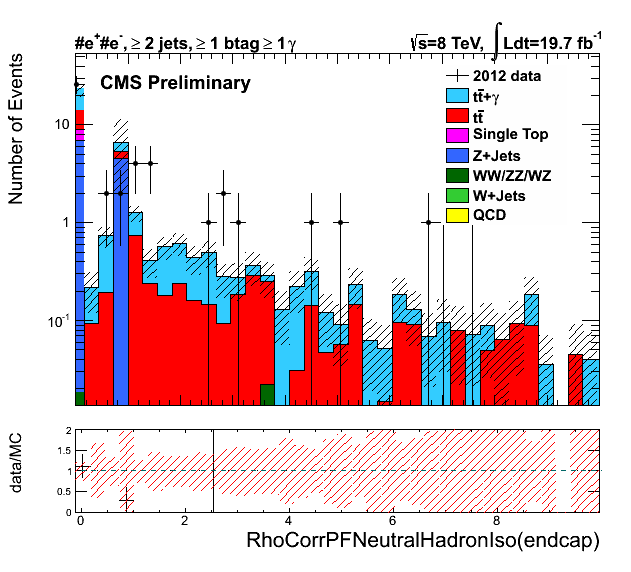 #e⁺#e⁻, ≥ 2 jets, ≥ 1 btag ≥ 1γ
√s=8 TeV, ∫ Ldt=19.7 fb⁻¹
CMS Preliminary
2012 data
tt̄+γ
tt̄
Single Top
Z+Jets
WW/ZZ/WZ
W+Jets
QCD
Number of Events
10
1
10⁻¹
data/MC
2
1.5
1
0.5
0
0 2 4 6 8
RhoCorrPFNeutralHadronIso(endcap)